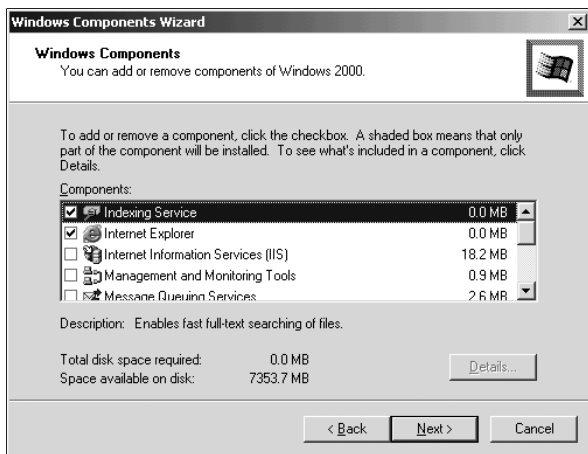 Windows Components Wizard
Windows Components
You can add or remove components of Windows 2000.
To add or remove a component, click the checkbox. A shaded box means that only
part of the component will be installed. To see what's included in a component, click
Details.
Components:
Indexing Service 0.0 MB
Internet Explorer 0.0 MB
Internet Information Services (IIS) 18.2 MB
Management and Monitoring Tools 0.9 MB
Message Queuing Services 2.6 MB
Description: Enables fast full-text searching of files.
Total disk space required: 0.0 MB
Space available on disk: 7353.7 MB
Details...
< Back Next > Cancel